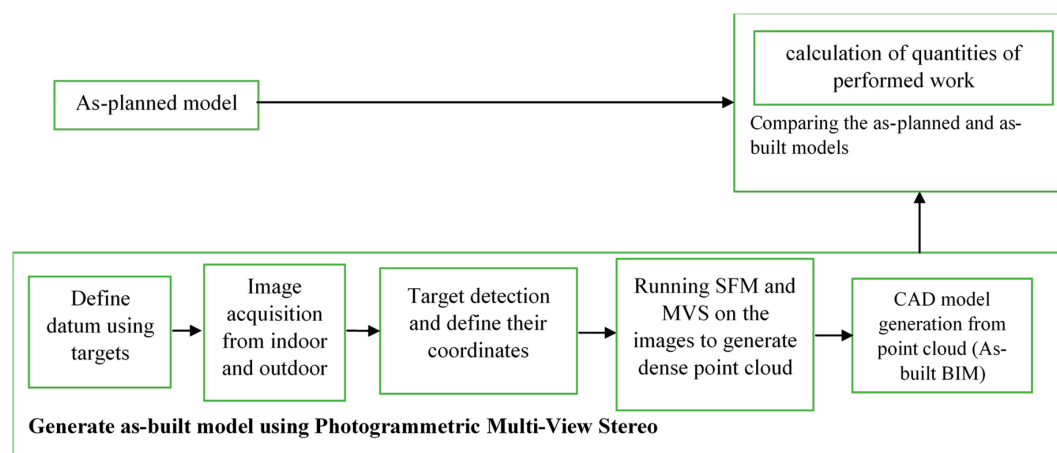 calculation of quantities of
performed work
As-planned model
Comparing the as-planned and as-
built models
Define
datum using
targets
Image
acquisition
from indoor
and outdoor
Target detection
and define their
coordinates
Running SFM and
MVS on the
images to generate
dense point cloud
CAD model
generation from
point cloud (As-
built BIM)
Generate as-built model using Photogrammetric Multi-View Stereo